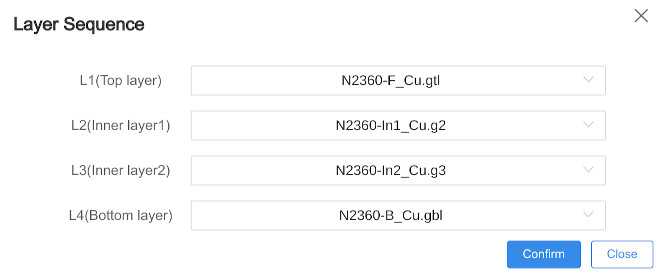 Layer Sequence
L1(Top layer) N2360-F_Cu.gtl
L2(Inner layer1) N2360-In1_Cu.g2
L3(Inner layer2) N2360-In2_Cu.g3
L4(Bottom layer) N2360-B_Cu.gbl
Confirm Close